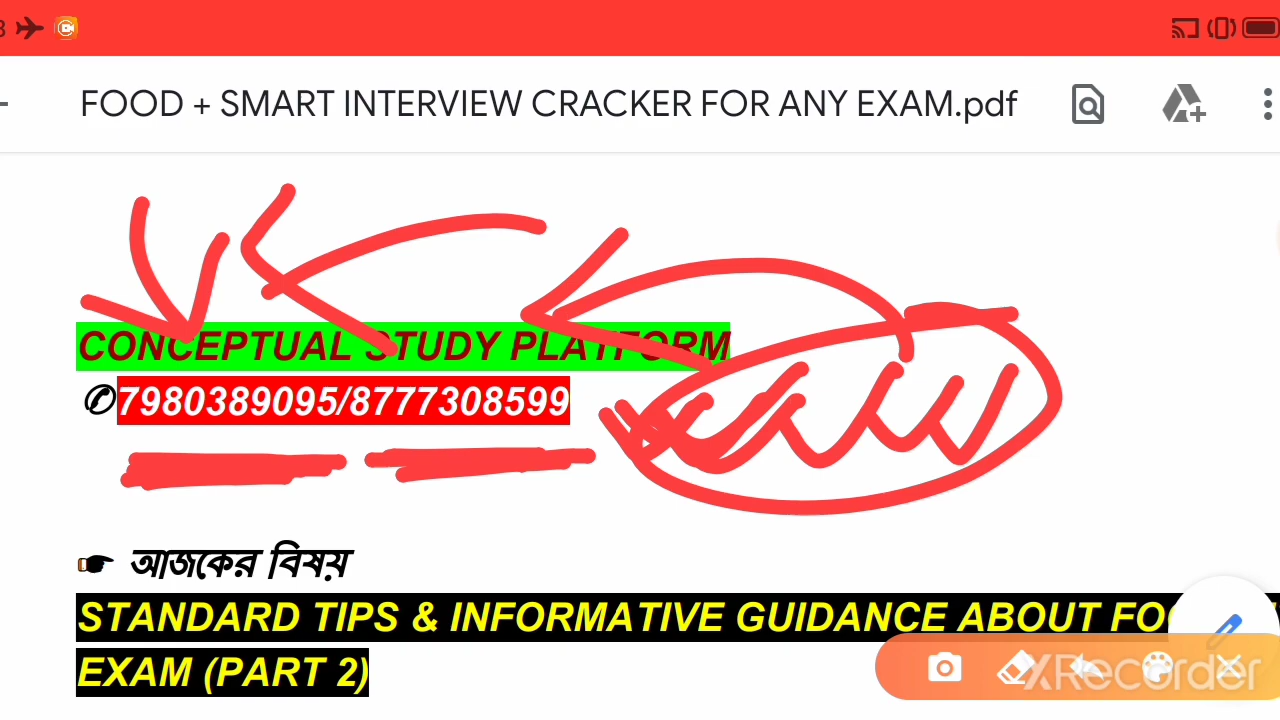 FOOD + SMART INTERVIEW CRACKER FOR ANY EXAM.pdf
CONCEPTUAL STUDY PLATFORM
✆7980389095/8777308599
☛ আজকের বিষয়
STANDARD TIPS & INFORMATIVE GUIDANCE ABOUT
EXAM (PART 2)
XRecorder